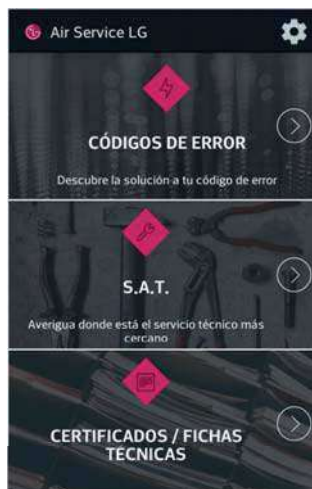 Air Service LG
CÓDIGOS DE ERROR
Descubre la solución a tu código de error
S.A.T.
Averigua donde está el servicio técnico más
cercano
CERTIFICADOS / FICHAS
TÉCNICAS